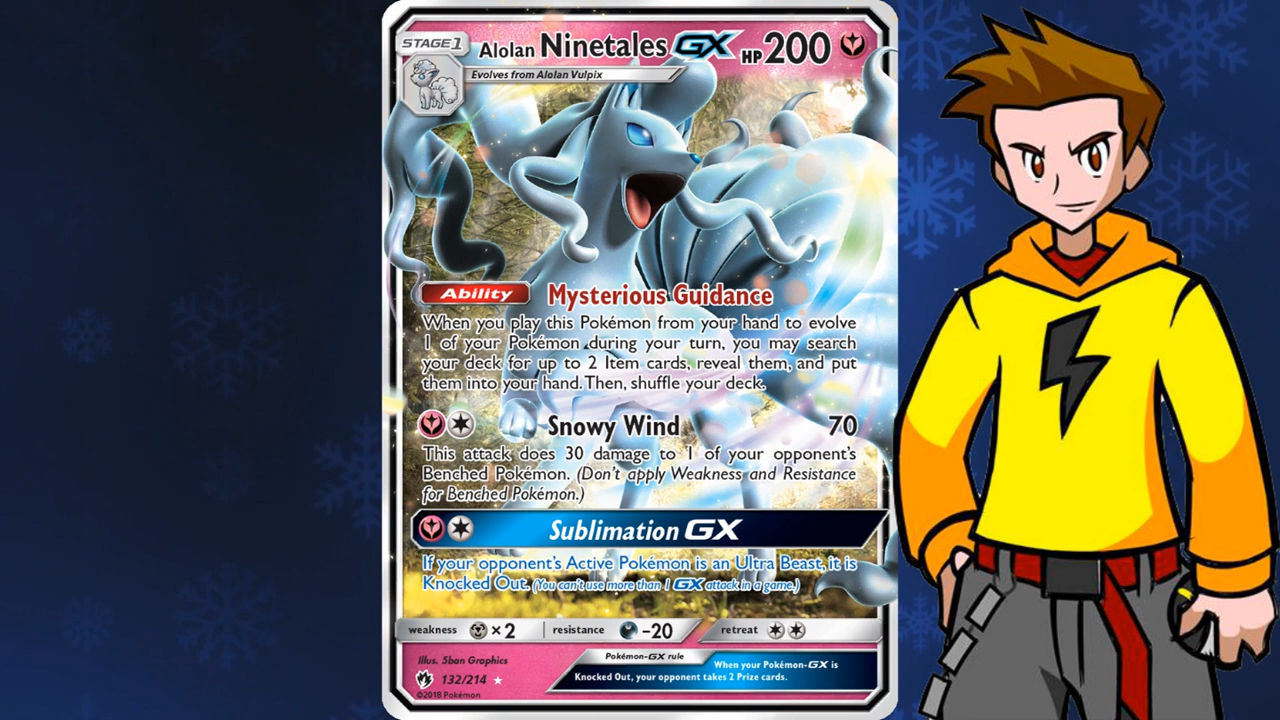 STAGE 1
Alolan Ninetales GX HP 200
Evolves from Alolan Vulpix
Ability Mysterious Guidance
When you play this Pokémon from your hand to evolve
1 of your Pokémon during your turn, you may search
your deck for up to 2 Item cards, reveal them, and put
them into your hand. Then, shuffle your deck.
Snowy Wind 70
This attack does 30 damage to 1 of your opponent's
Benched Pokémon. (Don't apply Weakness and Resistance
for Benched Pokémon.)
Sublimation GX
If your opponent's Active Pokémon is an Ultra Beast, it is
Knocked Out. (You can't use more than 1 GX attack in a game.)
weakness ×2 resistance -20 retreat
Illus. 5ban Graphics
132/214
©2018 Pokémon
Pokémon-GX rule
When your Pokémon-GX is
Knocked Out, your opponent takes 2 Prize cards.